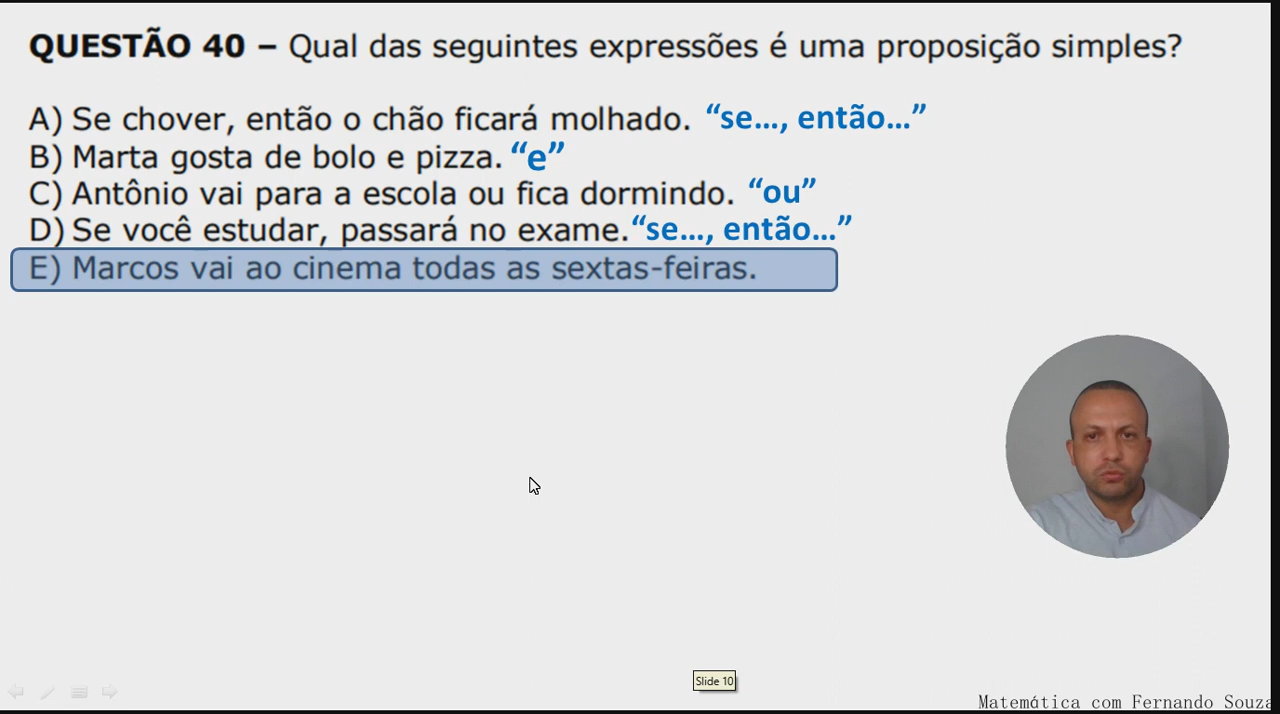 QUESTÃO 40 – Qual das seguintes expressões é uma proposição simples?
A) Se chover, então o chão ficará molhado. “se..., então...”
B) Marta gosta de bolo e pizza. “e”
C) Antônio vai para a escola ou fica dormindo. “ou”
D) Se você estudar, passará no exame. “se..., então...”
E) Marcos vai ao cinema todas as sextas-feiras.
Slide 10
Matemática com Fernando Souza